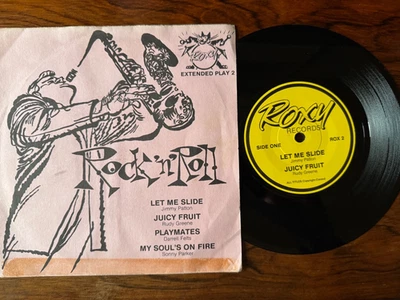 Roxy
EXTENDED PLAY 2
Rock 'n' Roll
LET ME SLIDE
Jimmy Patton
JUICY FRUIT
Rudy Greene
PLAYMATES
Darrell Felts
MY SOUL'S ON FIRE
Sonny Parker
Roxy
RECORDS
SIDE ONE
ROX 2
LET ME SLIDE
Jimmy Patton
JUICY FRUIT
Rudy Greene